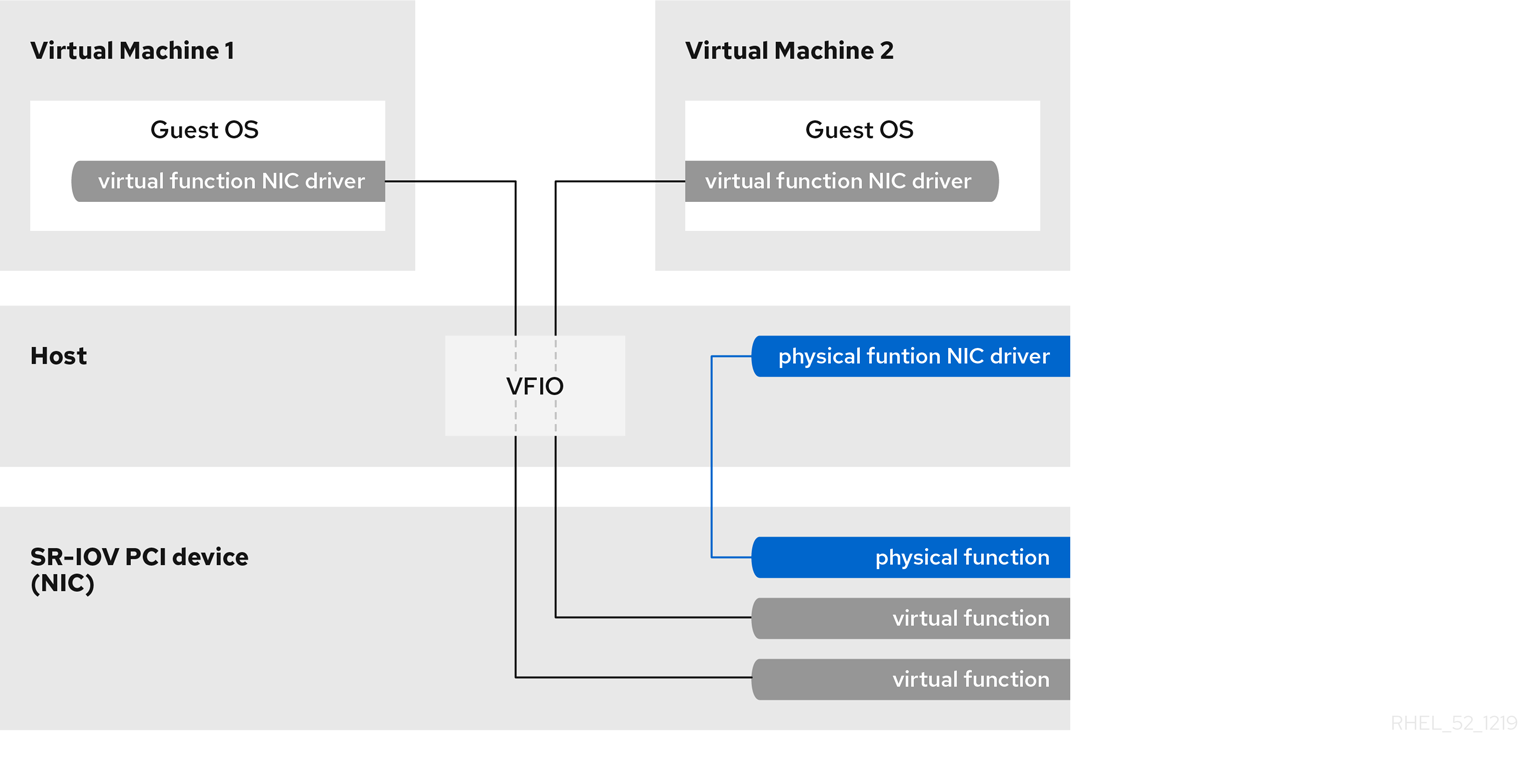 Virtual Machine 1
Virtual Machine 2
Guest OS
Guest OS
virtual function NIC driver
virtual function NIC driver
Host
physical funtion NIC driver
VFIO
SR-IOV PCI device
(NIC)
physical function
virtual function
virtual function
RHEL_52_1219